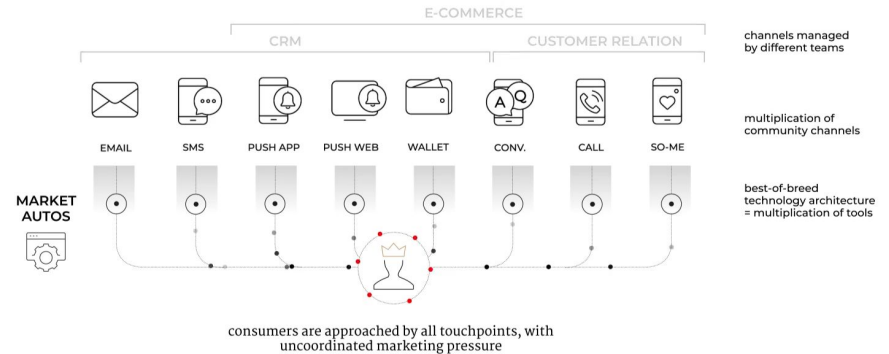 E-COMMERCE
CRM
CUSTOMER RELATION
channels managed
by different teams
A
Q
multiplication of
community channels
EMAIL
SMS
PUSH APP
PUSH WEB
WALLET
CONV.
CALL
SO-ME
MARKET
AUTOS
best-of-breed
technology architecture
= multiplication of tools
consumers are approached by all touchpoints, with
uncoordinated marketing pressure